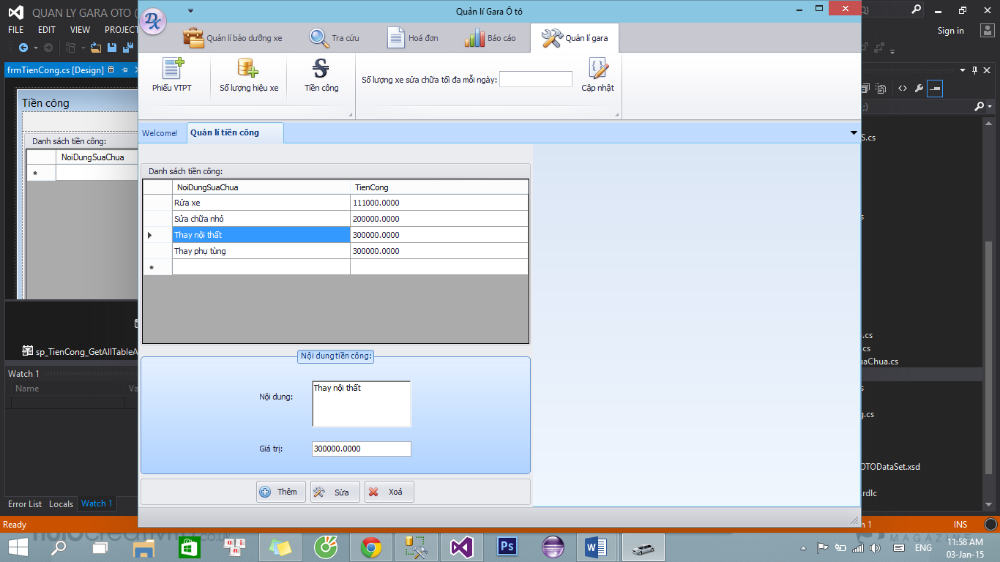 QUAN LY GARA OTO (
Quản lí Gara Ô tô
FILE EDIT VIEW PROJECT
Sign in
Quản lí bảo dưỡng xe Tra cứu Hoá đơn Báo cáo Quản lí gara
frmTienCong.cs [Design]
Phiếu VTPT Số lượng hiệu xe Tiền công Số lượng xe sửa chữa tối đa mỗi ngày: Cập nhật
Tiền công
Welcome! Quản lí tiền công
S.cs
Danh sách tiền công:
NoiDungSuaChua
*
Danh sách tiền công:
NoiDungSuaChua TienCong
Rửa xe 111000.0000
Sửa chữa nhỏ 200000.0000
Thay nội thất 300000.0000
Thay phụ tùng 300000.0000
*
sp_TienCong_GetAllTableA
Watch 1
Name Va
Nội dung tiền công:
Nội dung: Thay nội thất
Giá trị: 300000.0000
Thêm Sửa Xoá
.cs
uaChua.cs
g.cs
OTODataSet.xsd
.rdlc
Error List Locals Watch 1
Ready
INS
MAGAZINE
ENG
11:58 AM
03-Jan-15